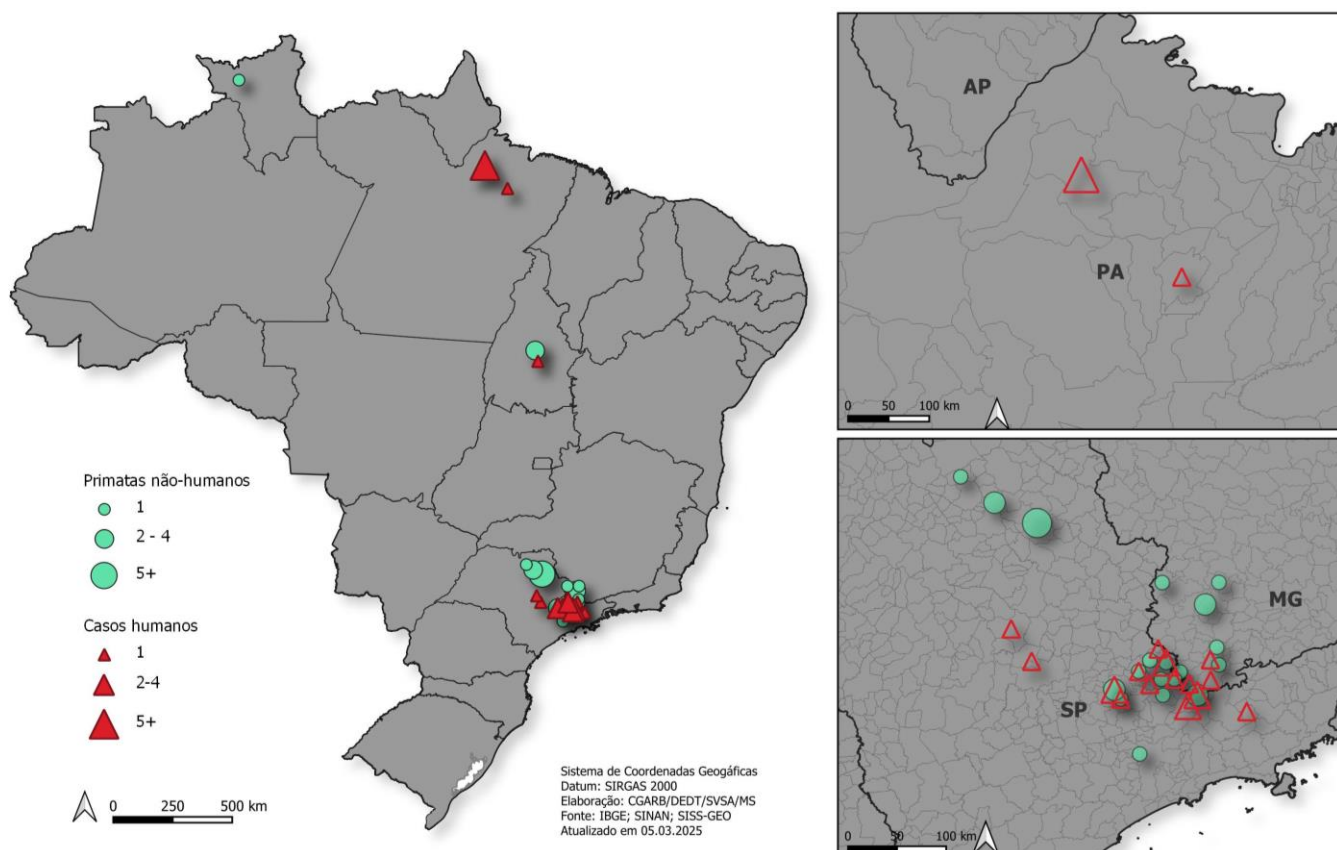 Primatas não-humanos
1
2 - 4
5+
Casos humanos
1
2-4
5+
0 250 500 km
Sistema de Coordenadas Geogáficas
Datum: SIRGAS 2000
Elaboração: CGARB/DEDT/SVSA/MS
Fonte: IBGE; SINAN; SISS-GEO
Atualizado em 05.03.2025
AP
PA
0 50 100 km
MG
SP
0 50 100 km